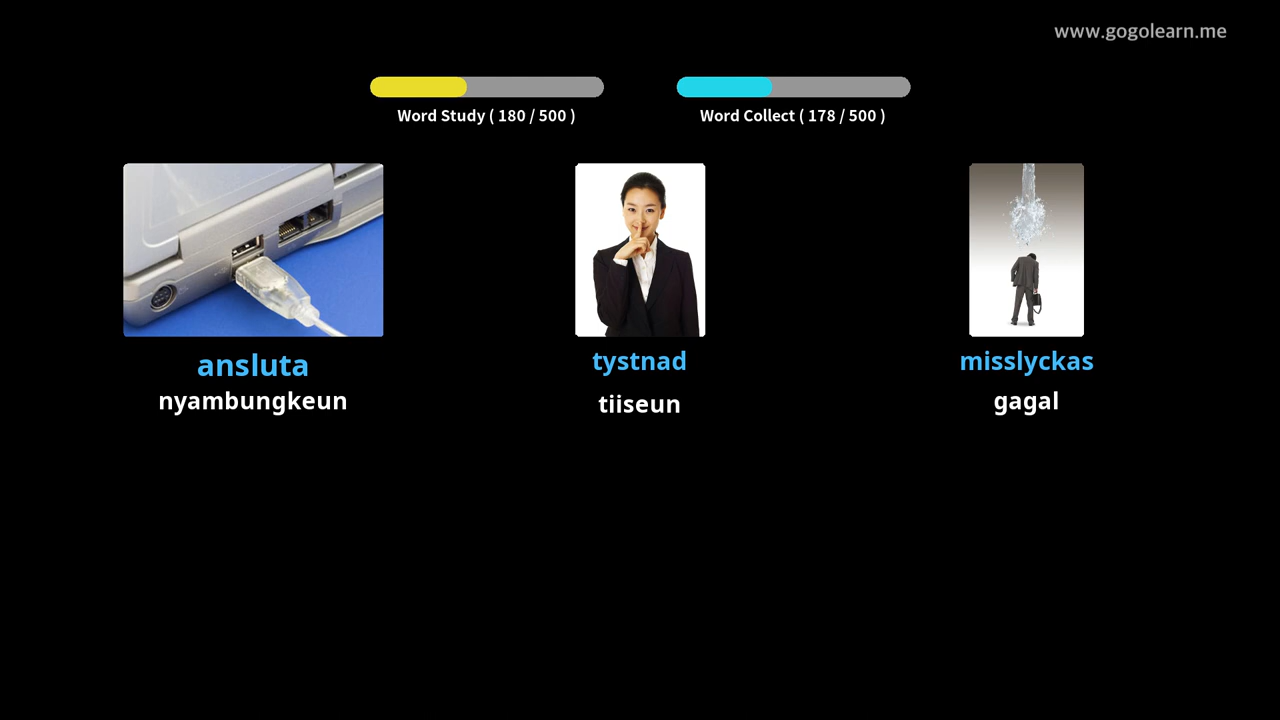 www.gogolearn.me
Word Study ( 180 / 500 )
Word Collect ( 178 / 500 )
ansluta
tystnad
misslyckas
nyambungkeun
tiiseun
gagal